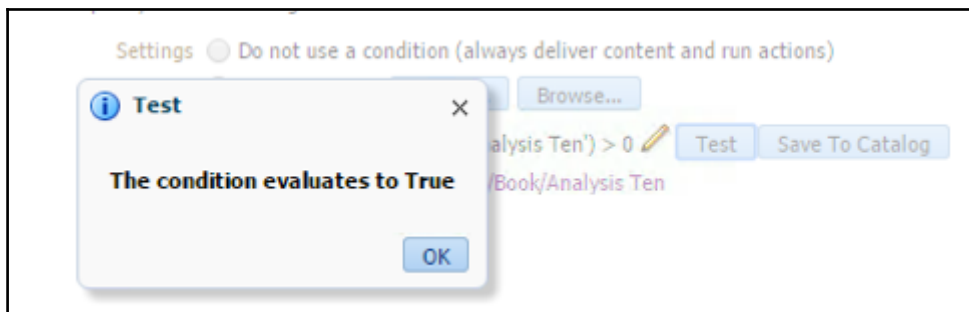 Settings Do not use a condition (always deliver content and run actions)
Test
Browse...
alysis Ten') > 0 Test Save To Catalog
The condition evaluates to True
/Book/Analysis Ten
OK